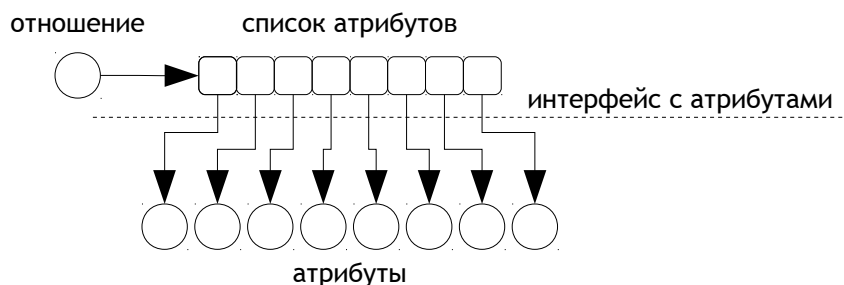 отношение
список атрибутов
интерфейс с атрибутами
атрибуты